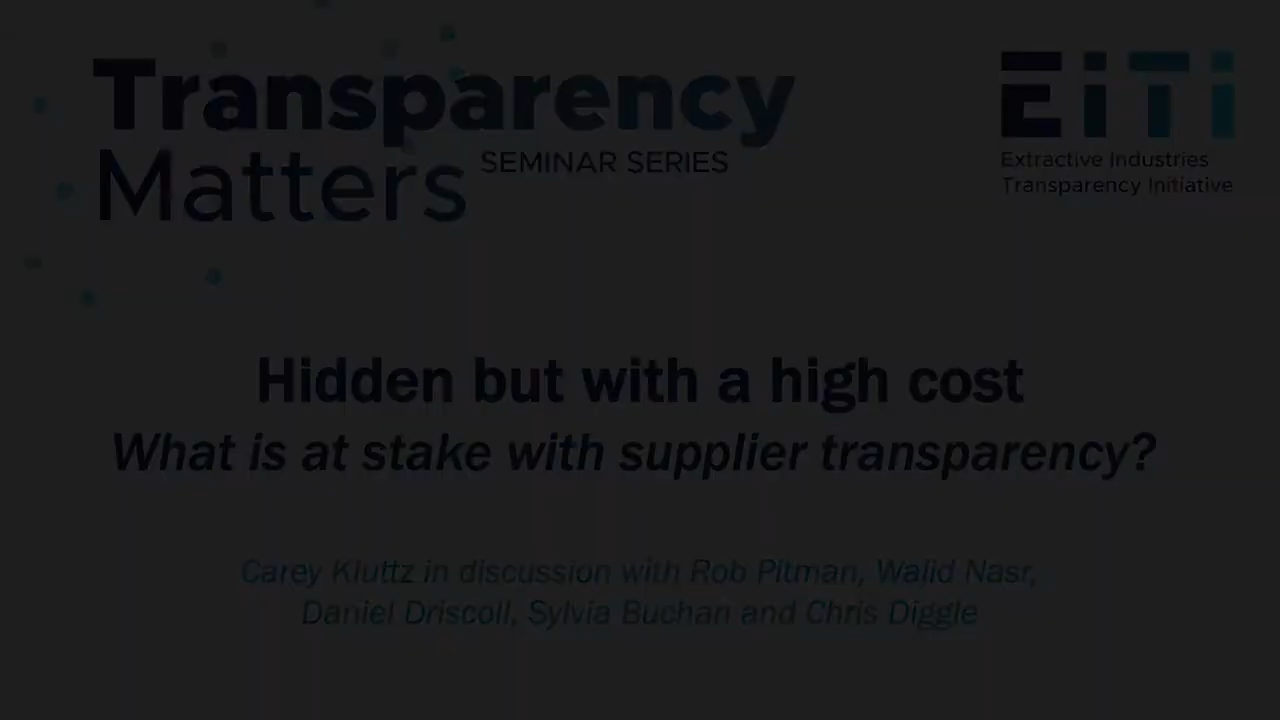 Transparency
Matters SEMINAR SERIES
EiTi
Extractive Industries
Transparency Initiative
Hidden but with a high cost
What is at stake with supplier transparency?
Carey Kluttz in discussion with Rob Pitman, Walid Nasr,
Daniel Driscoll, Sylvia Buchan and Chris Diggle